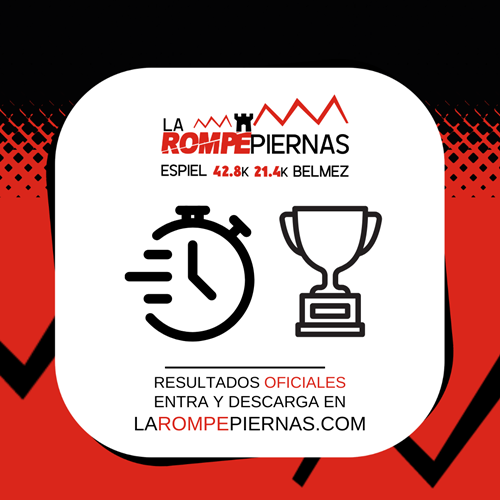 LA
ROMPEPIERNAS
ESPIEL 42.8K 21.4K BELMEZ
RESULTADOS OFICIALES
ENTRA Y DESCARGA EN
LAROMPEPIERNAS.COM